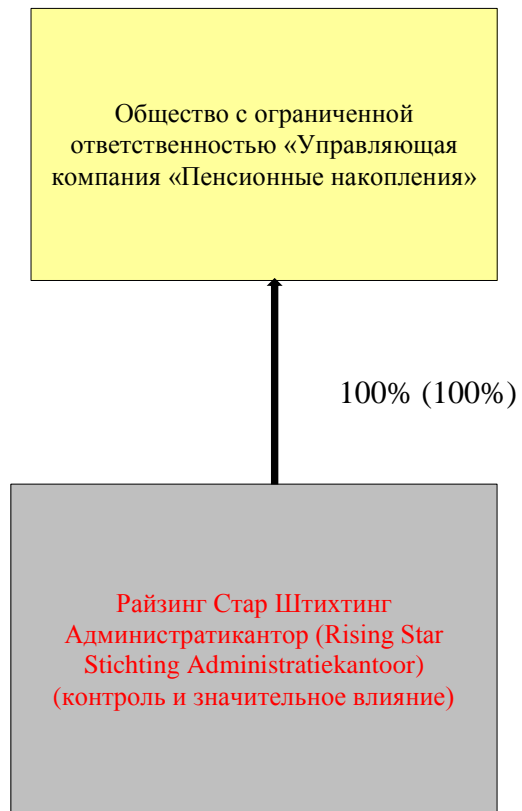 Общество с ограниченной
ответственностью «Управляющая
компания «Пенсионные накопления»
100% (100%)
Райзинг Стар Штихтинг
Администратикантор (Rising Star
Stichting Administratiekantoor)
(контроль и значительное влияние)